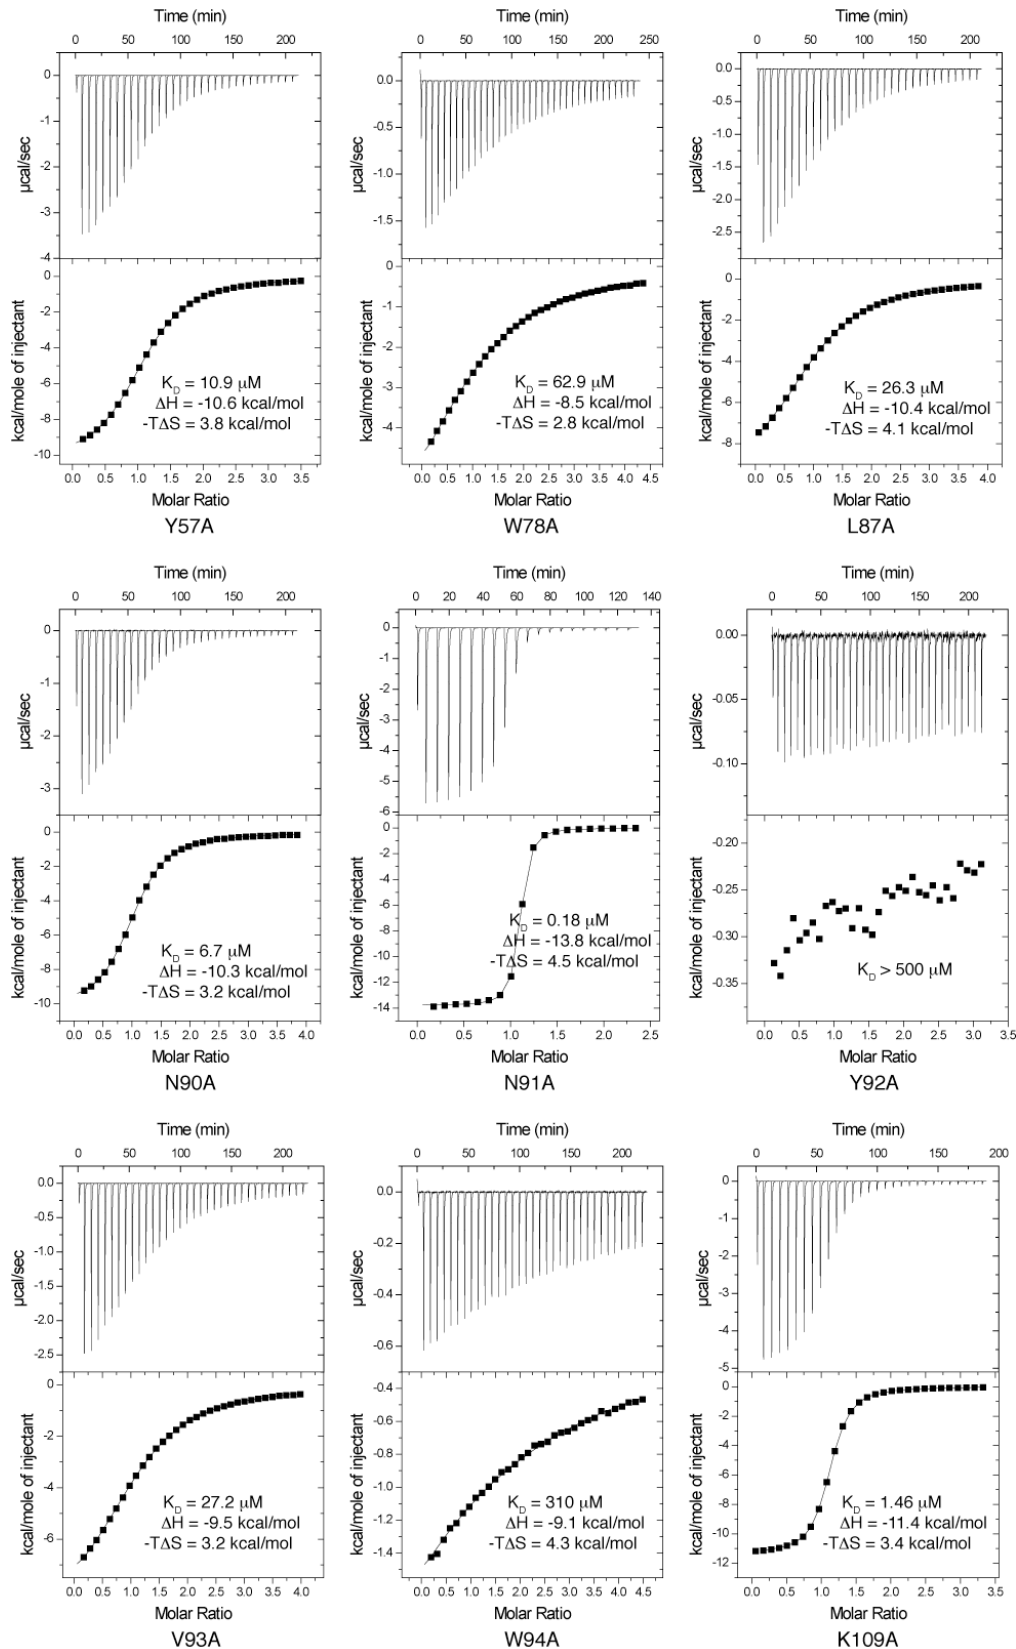 Time (min)
0 50 100 150 200
0
-1
-2
-3
-4
µcal/sec
0
-2
-4
-6
-8
-10
kcal/mole of injectant
K_D = 10.9 µM
ΔH = -10.6 kcal/mol
-TΔS = 3.8 kcal/mol
0.0 0.5 1.0 1.5 2.0 2.5 3.0 3.5
Molar Ratio
Y57A
Time (min)
0 50 100 150 200 250
0.0
-0.5
-1.0
-1.5
µcal/sec
0
-1
-2
-3
-4
kcal/mole of injectant
K_D = 62.9 µM
ΔH = -8.5 kcal/mol
-TΔS = 2.8 kcal/mol
0.0 0.5 1.0 1.5 2.0 2.5 3.0 3.5 4.0 4.5
Molar Ratio
W78A
Time (min)
0 50 100 150 200
0.0
-0.5
-1.0
-1.5
-2.0
-2.5
µcal/sec
0
-2
-4
-6
-8
kcal/mole of injectant
K_D = 26.3 µM
ΔH = -10.4 kcal/mol
-TΔS = 4.1 kcal/mol
0.0 0.5 1.0 1.5 2.0 2.5 3.0 3.5 4.0
Molar Ratio
L87A
Time (min)
0 50 100 150 200
0
-1
-2
-3
µcal/sec
0
-2
-4
-6
-8
-10
kcal/mole of injectant
K_D = 6.7 µM
ΔH = -10.3 kcal/mol
-TΔS = 3.2 kcal/mol
0.0 0.5 1.0 1.5 2.0 2.5 3.0 3.5 4.0
Molar Ratio
N90A
Time (min)
0 20 40 60 80 100 120 140
0
-1
-2
-3
-4
-5
-6
µcal/sec
0
-2
-4
-6
-8
-10
-12
-14
kcal/mole of injectant
K_D = 0.18 µM
ΔH = -13.8 kcal/mol
-TΔS = 4.5 kcal/mol
0.0 0.5 1.0 1.5 2.0 2.5
Molar Ratio
N91A
Time (min)
0 50 100 150 200
0.00
-0.05
-0.10
µcal/sec
-0.20
-0.25
-0.30
-0.35
kcal/mole of injectant
K_D > 500 µM
0.0 0.5 1.0 1.5 2.0 2.5 3.0 3.5
Molar Ratio
Y92A
Time (min)
0 50 100 150 200
0.0
-0.5
-1.0
-1.5
-2.0
-2.5
µcal/sec
0
-2
-4
-6
kcal/mole of injectant
K_D = 27.2 µM
ΔH = -9.5 kcal/mol
-TΔS = 3.2 kcal/mol
0.0 0.5 1.0 1.5 2.0 2.5 3.0 3.5 4.0
Molar Ratio
V93A
Time (min)
0 50 100 150 200
0.0
-0.2
-0.4
-0.6
µcal/sec
-0.4
-0.6
-0.8
-1.0
-1.2
-1.4
kcal/mole of injectant
K_D = 310 µM
ΔH = -9.1 kcal/mol
-TΔS = 4.3 kcal/mol
0.0 0.5 1.0 1.5 2.0 2.5 3.0 3.5 4.0 4.5
Molar Ratio
W94A
Time (min)
0 50 100 150 200
0
-1
-2
-3
-4
-5
µcal/sec
0
-2
-4
-6
-8
-10
-12
kcal/mole of injectant
K_D = 1.46 µM
ΔH = -11.4 kcal/mol
-TΔS = 3.4 kcal/mol
0.0 0.5 1.0 1.5 2.0 2.5 3.0 3.5
Molar Ratio
K109A